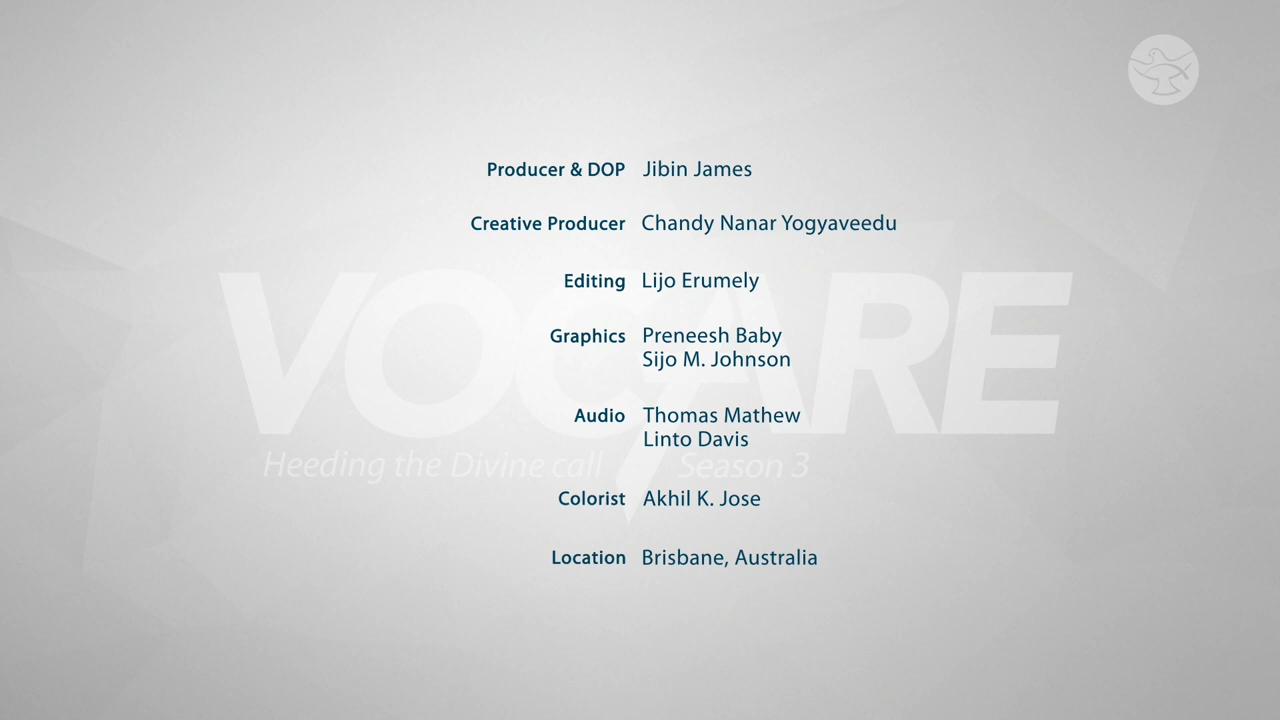 Producer & DOP Jibin James
Creative Producer Chandy Nanar Yogyaveedu
Editing Lijo Erumely
Graphics Preneesh Baby
Sijo M. Johnson
Audio Thomas Mathew
Linto Davis
VOCARE
Heeding the Divine call Season 3
Colorist Akhil K. Jose
Location Brisbane, Australia